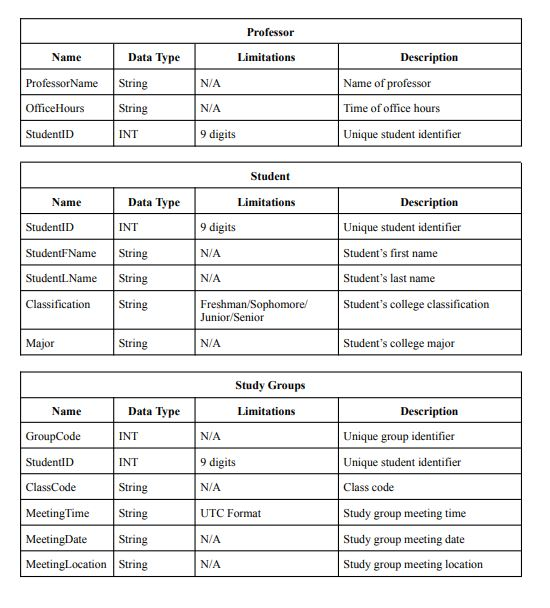 Professor
Name Data Type Limitations Description
ProfessorName String N/A Name of professor
OfficeHours String N/A Time of office hours
StudentID INT 9 digits Unique student identifier
Student
Name Data Type Limitations Description
StudentID INT 9 digits Unique student identifier
StudentFName String N/A Student's first name
StudentLName String N/A Student's last name
Classification String Freshman/Sophomore/ Student's college classification
Junior/Senior
Major String N/A Student's college major
Study Groups
Name Data Type Limitations Description
GroupCode INT N/A Unique group identifier
StudentID INT 9 digits Unique student identifier
ClassCode String N/A Class code
MeetingTime String UTC Format Study group meeting time
MeetingDate String N/A Study group meeting date
MeetingLocation String N/A Study group meeting location